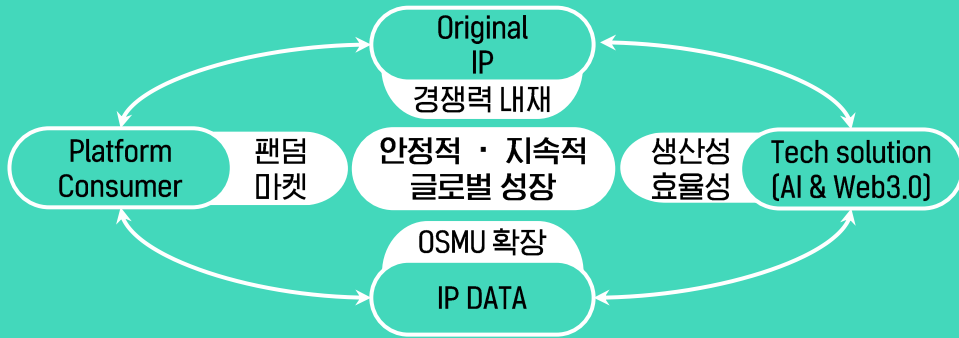 Original
IP
경쟁력 내재
Platform
Consumer
팬덤
마켓
안정적 · 지속적
글로벌 성장
생산성
효율성
Tech solution
(AI & Web3.0)
OSMU 확장
IP DATA